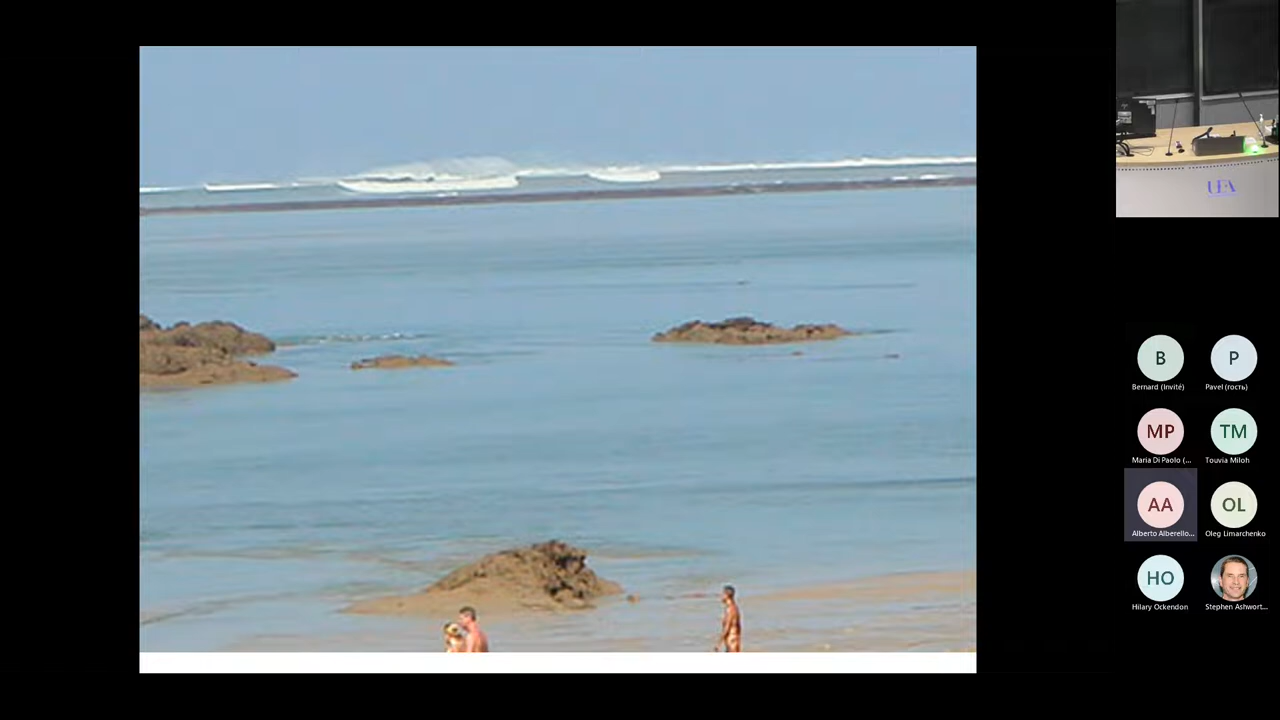 UEA
B
P
Bernard (Invité)
Pavel (гость)
MP
TM
Maria Di Paolo (...
Touvia Miloh
AA
OL
Alberto Alberello...
Oleg Limarchenko
HO
Hilary Ockendon
Stephen Ashwort...